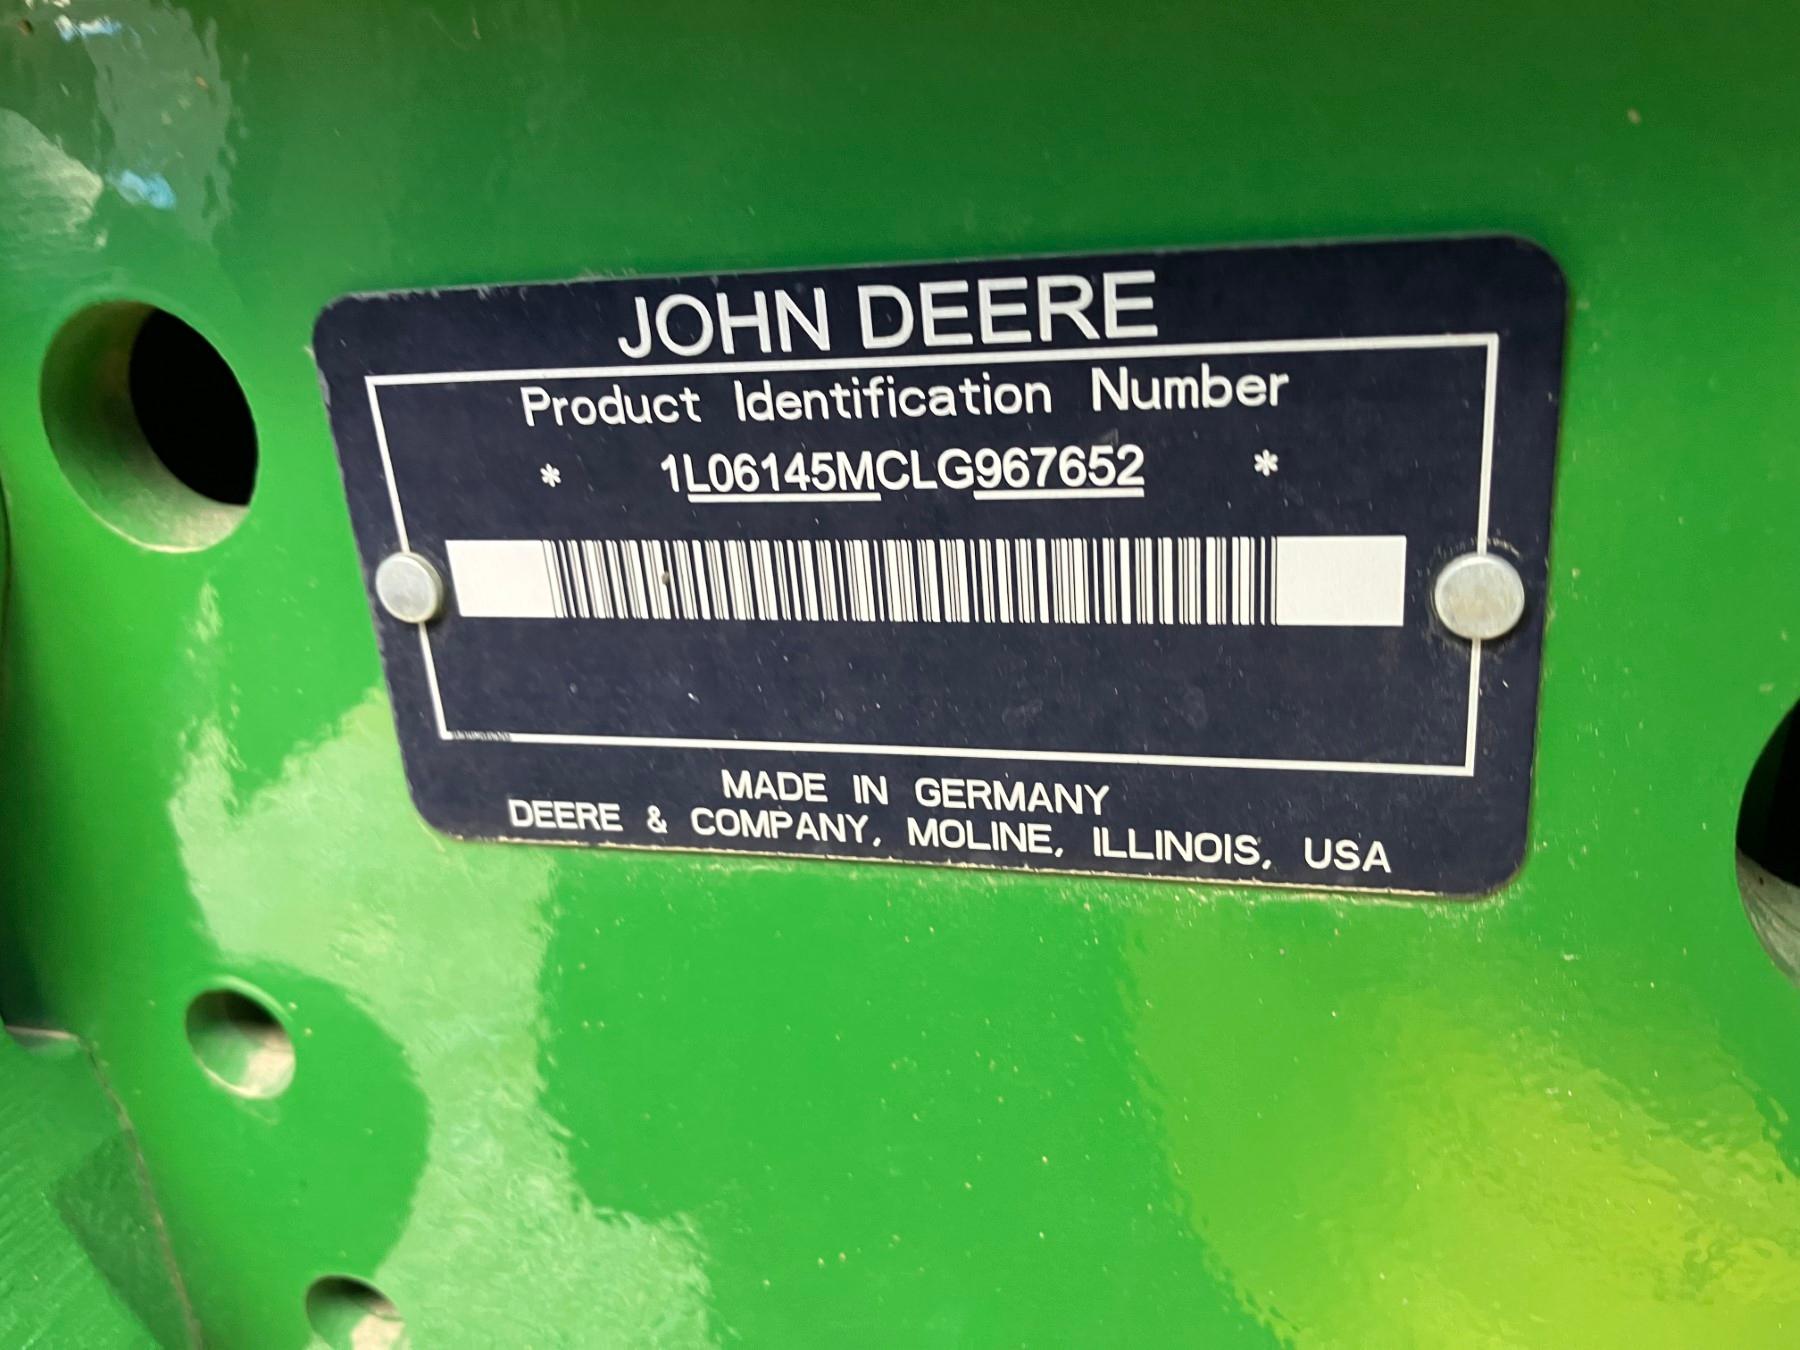 JOHN DEERE
Product Identification Number
* 1L06145MCLG967652 *
MADE IN GERMANY
DEERE & COMPANY, MOLINE, ILLINOIS, USA